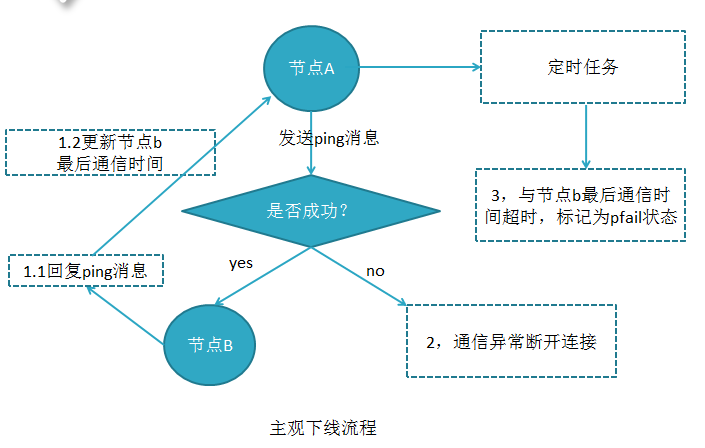 节点A
定时任务
发送ping消息
1.2更新节点b
最后通信时间
3，与节点b最后通信时
间超时，标记为pfail状态
是否成功？
1.1回复ping消息
yes
no
节点B
2，通信异常断开连接
主观下线流程